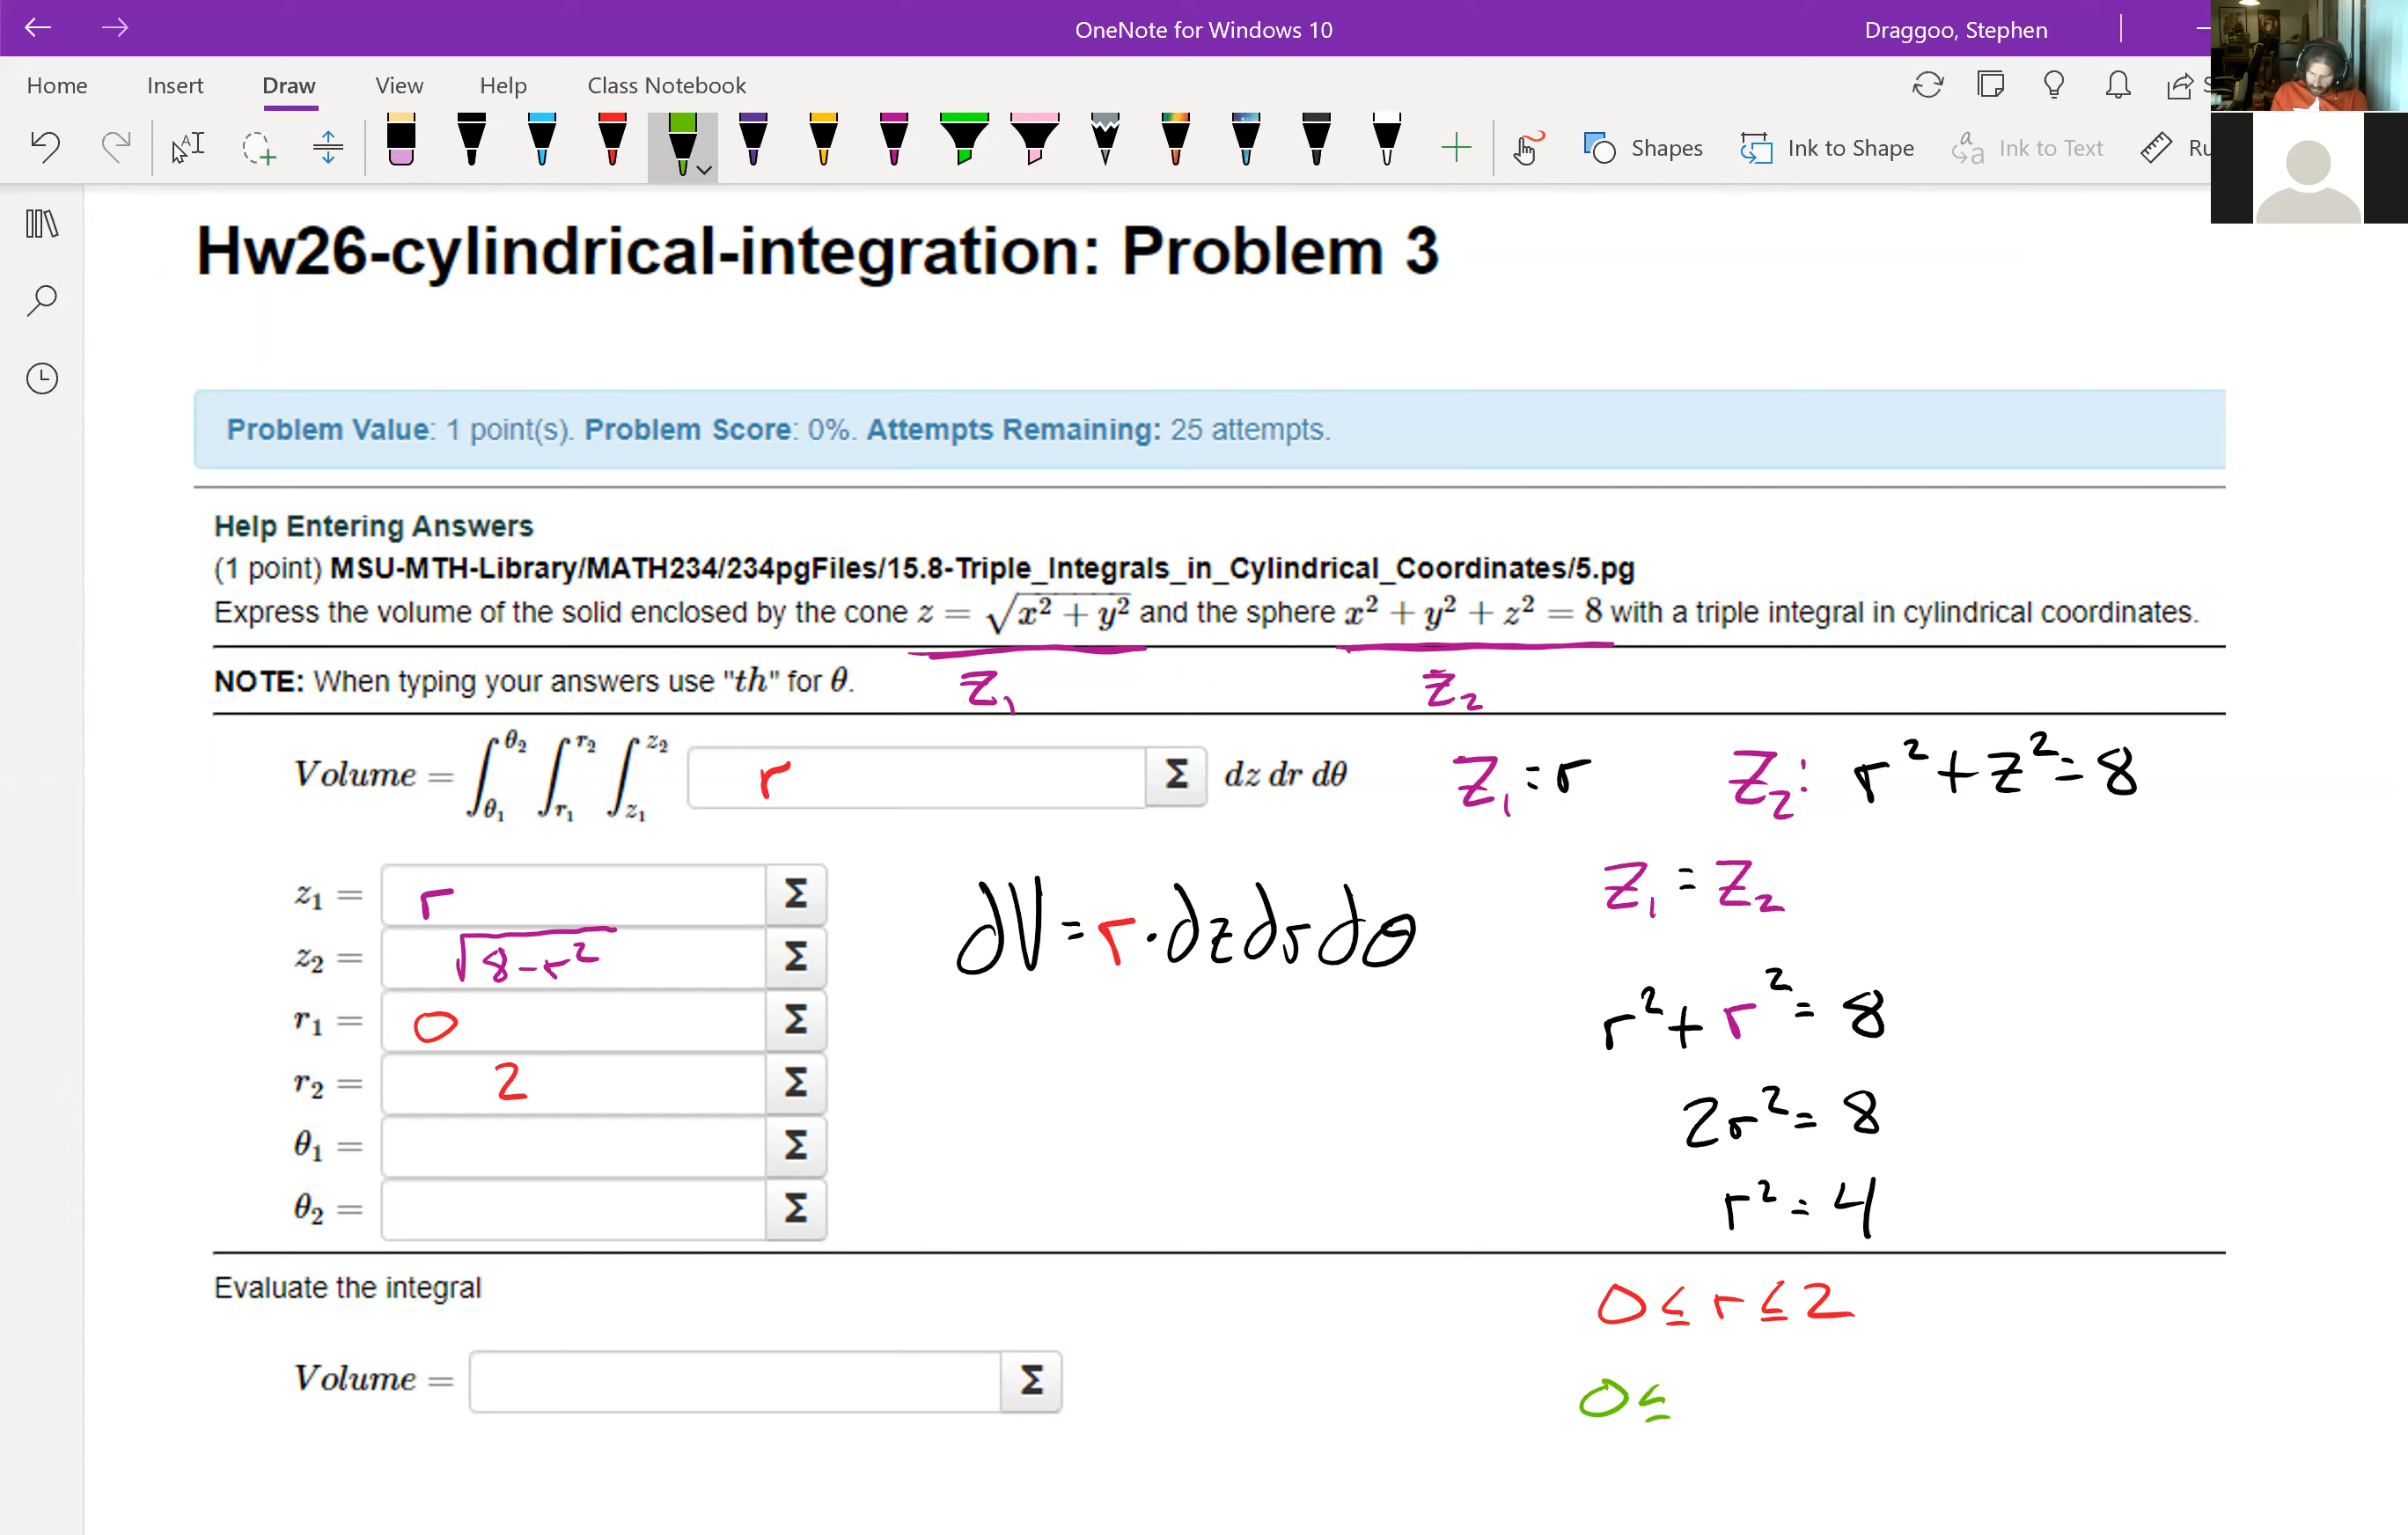 OneNote for Windows 10
Draggoo, Stephen
Home Insert Draw View Help Class Notebook
Shapes Ink to Shape Ink to Text
Hw26-cylindrical-integration: Problem 3
Problem Value: 1 point(s). Problem Score: 0%. Attempts Remaining: 25 attempts.
Help Entering Answers
(1 point) MSU-MTH-Library/MATH234/234pgFiles/15.8-Triple_Integrals_in_Cylindrical_Coordinates/5.pg
Express the volume of the solid enclosed by the cone z = √(x² + y²) and the sphere x² + y² + z² = 8 with a triple integral in cylindrical coordinates.
z₁ z₂
NOTE: When typing your answers use "th" for θ.
Volume = ∫_θ₁^θ₂ ∫_r₁^r₂ ∫_z₁^z₂ r Σ dz dr dθ
z₁ = r z₂: r² + z² = 8
z₁ = r Σ
z₁ = z₂
z₂ = √(8-r²) Σ
dV = r · dz dr dθ
r₁ = 0 Σ
r² + r² = 8
r₂ = 2 Σ
2r² = 8
θ₁ = Σ
θ₂ = Σ
r² = 4
Evaluate the integral
0 ≤ r ≤ 2
Volume = Σ
0 ≤